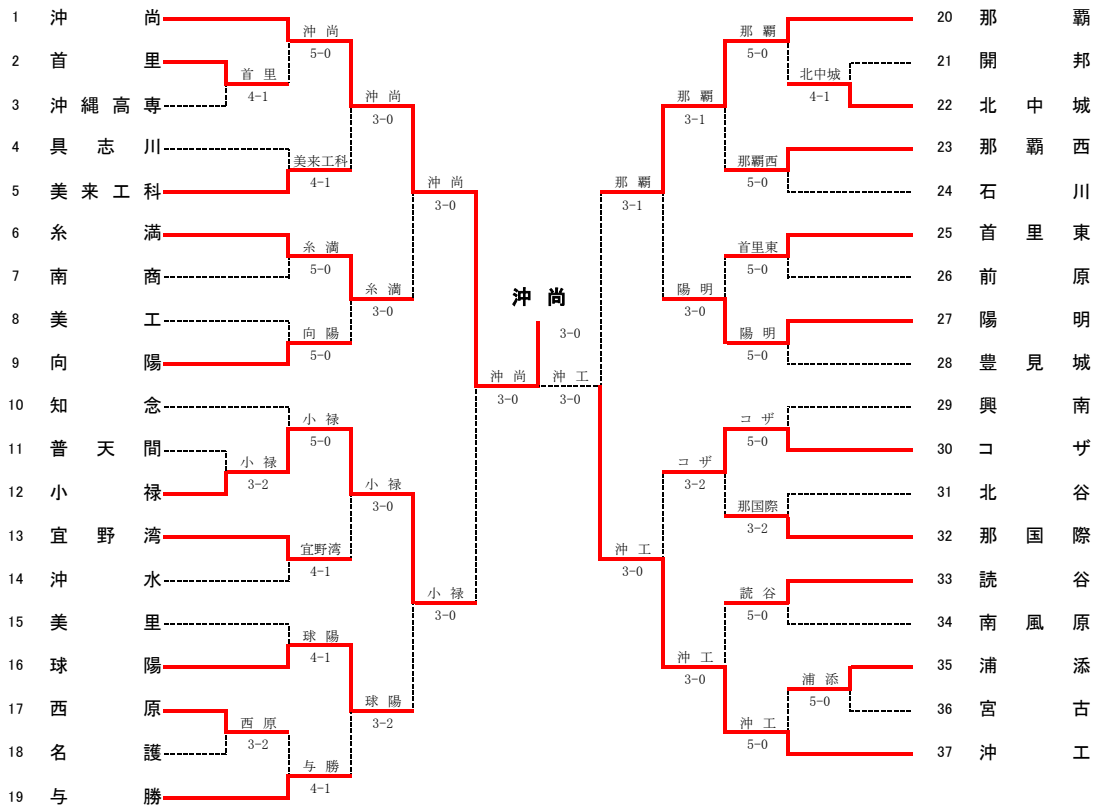 1 沖尚
2 首里
3 沖縄高専
4 具志川
5 美来工科
6 糸満
7 南商
8 美工
9 向陽
10 知念
11 普天間
12 小禄
13 宜野湾
14 沖水
15 美里
16 球陽
17 西原
18 名護
19 与勝
首里
4-1
西原
3-2
小禄
3-2
沖尚
5-0
美来工科
4-1
糸満
5-0
向陽
5-0
小禄
5-0
宜野湾
4-1
球陽
4-1
与勝
4-1
沖尚
3-0
糸満
3-0
小禄
3-0
球陽
3-2
沖尚
3-0
小禄
3-0
沖尚
3-0
沖尚
3-0
沖工
3-0
那覇
3-1
沖工
3-0
那覇
3-1
陽明
3-0
コザ
3-2
沖工
3-0
那覇
5-0
那覇西
5-0
首里東
5-0
陽明
5-0
コザ
5-0
那国際
3-2
読谷
5-0
沖工
5-0
北中城
4-1
浦添
5-0
20 那覇
21 開邦
22 北中城
23 那覇西
24 石川
25 首里東
26 前原
27 陽明
28 豊見城
29 興南
30 コザ
31 北谷
32 那国際
33 読谷
34 南風原
35 浦添
36 宮古
37 沖工